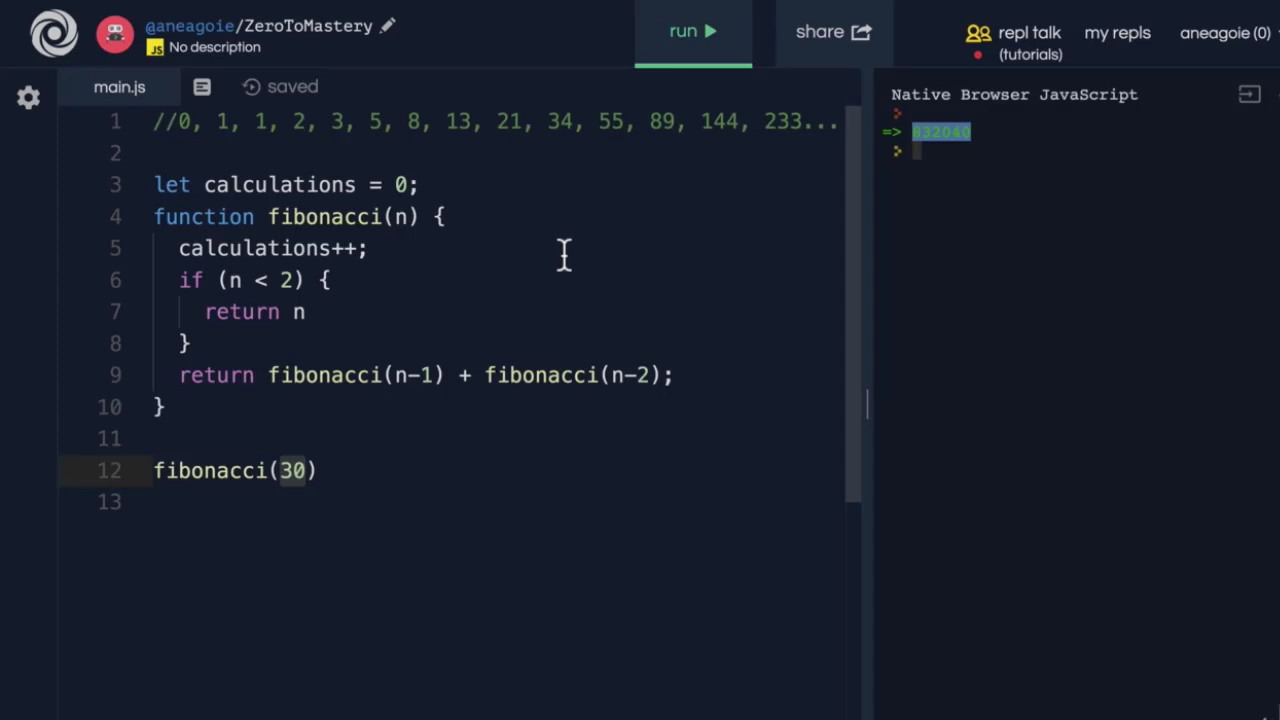 @aneagoie/ZeroToMastery
JS No description
run
share
repl talk
(tutorials)
my repls
aneagoie (0)
main.js
saved
1 //0, 1, 1, 2, 3, 5, 8, 13, 21, 34, 55, 89, 144, 233...
2
3 let calculations = 0;
4 function fibonacci(n) {
5 calculations++;
6 if (n < 2) {
7 return n
8 }
9 return fibonacci(n-1) + fibonacci(n-2);
10 }
11
12 fibonacci(30)
13
Native Browser JavaScript
=> 832040